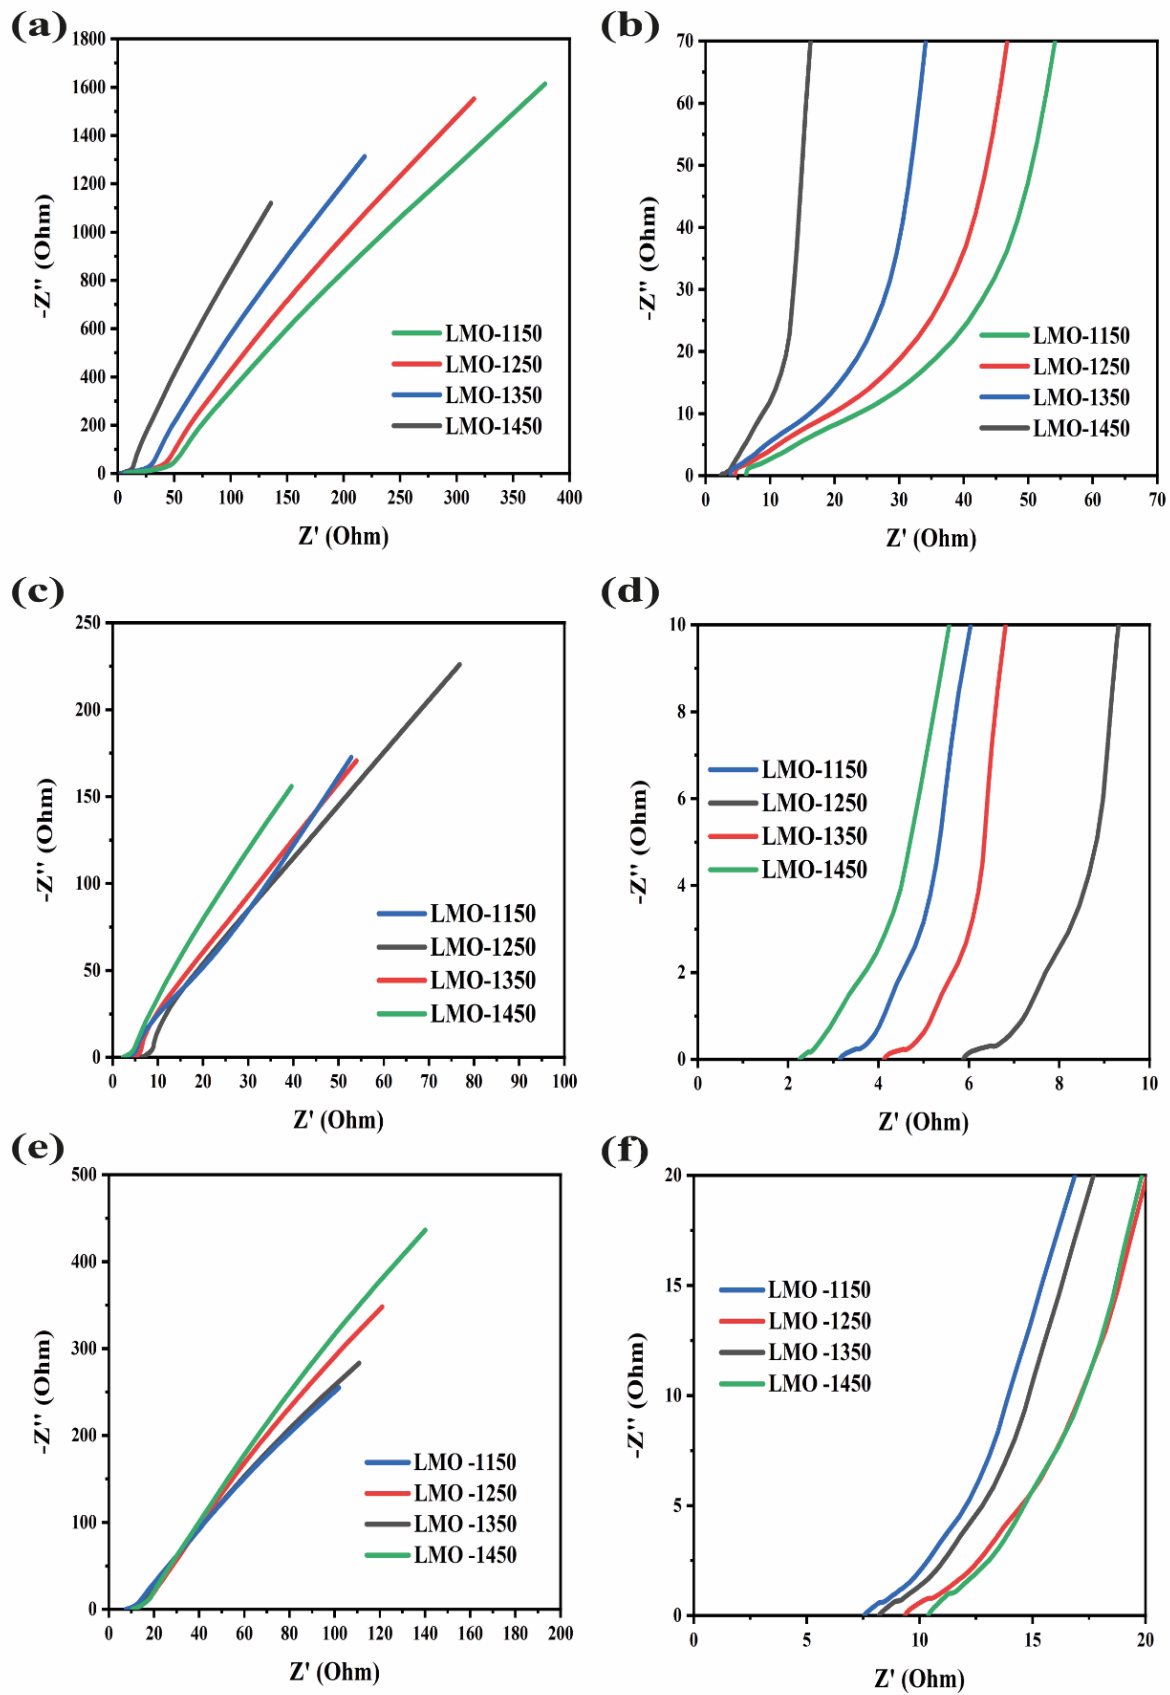 (a)
1800
1600
1400
1200
1000
800
600
400
200
0
-Z'' (Ohm)
LMO-1150
LMO-1250
LMO-1350
LMO-1450
0 50 100 150 200 250 300 350 400
Z' (Ohm)
(b)
70
60
50
40
30
20
10
0
-Z'' (Ohm)
LMO-1150
LMO-1250
LMO-1350
LMO-1450
0 10 20 30 40 50 60 70
Z' (Ohm)
(c)
250
200
150
100
50
0
-Z'' (Ohm)
LMO-1150
LMO-1250
LMO-1350
LMO-1450
0 10 20 30 40 50 60 70 80 90 100
Z' (Ohm)
(d)
10
8
6
4
2
0
-Z'' (Ohm)
LMO-1150
LMO-1250
LMO-1350
LMO-1450
0 2 4 6 8 10
Z' (Ohm)
(e)
500
400
300
200
100
0
-Z'' (Ohm)
LMO -1150
LMO -1250
LMO -1350
LMO -1450
0 20 40 60 80 100 120 140 160 180 200
Z' (Ohm)
(f)
20
15
10
5
0
-Z'' (Ohm)
LMO -1150
LMO -1250
LMO -1350
LMO -1450
0 5 10 15 20
Z' (Ohm)